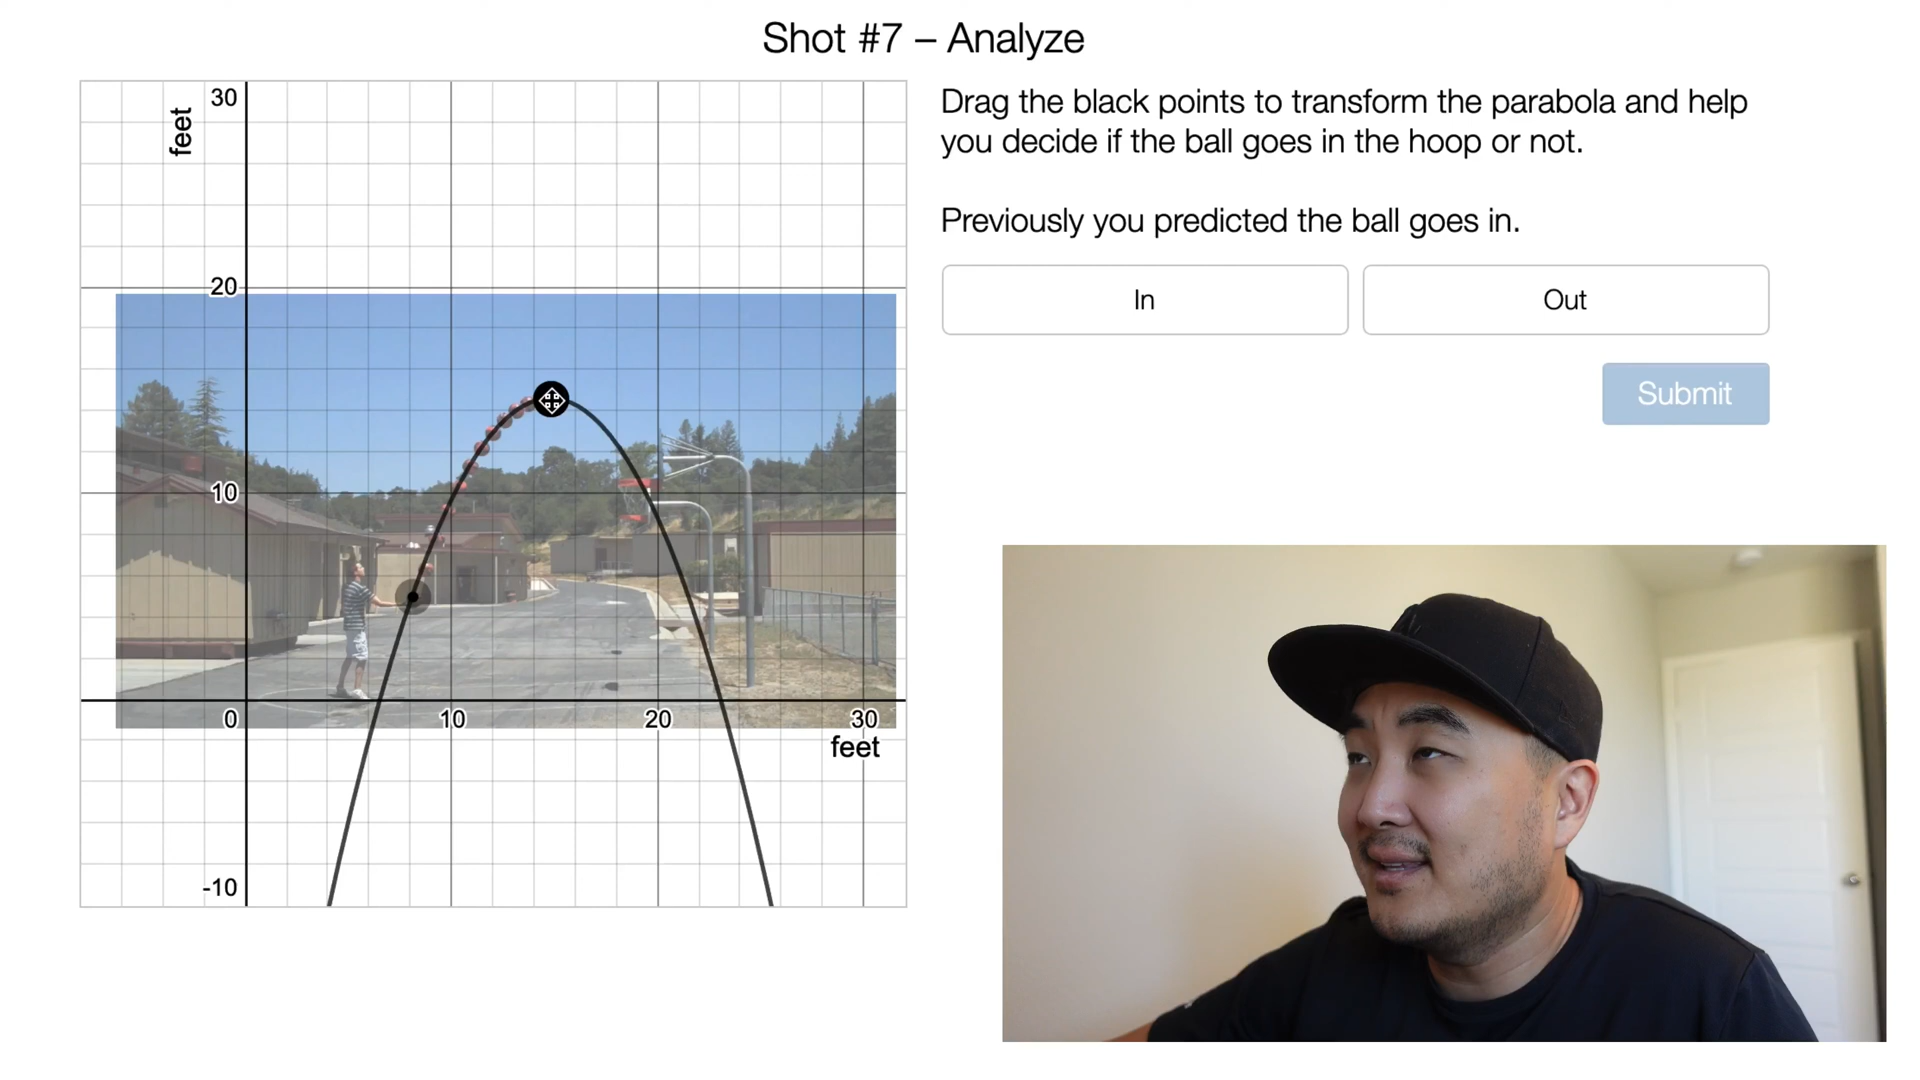 Shot #7 – Analyze
feet
30
20
10
0
10
20
30
feet
-10
Drag the black points to transform the parabola and help
you decide if the ball goes in the hoop or not.
Previously you predicted the ball goes in.
In
Out
Submit